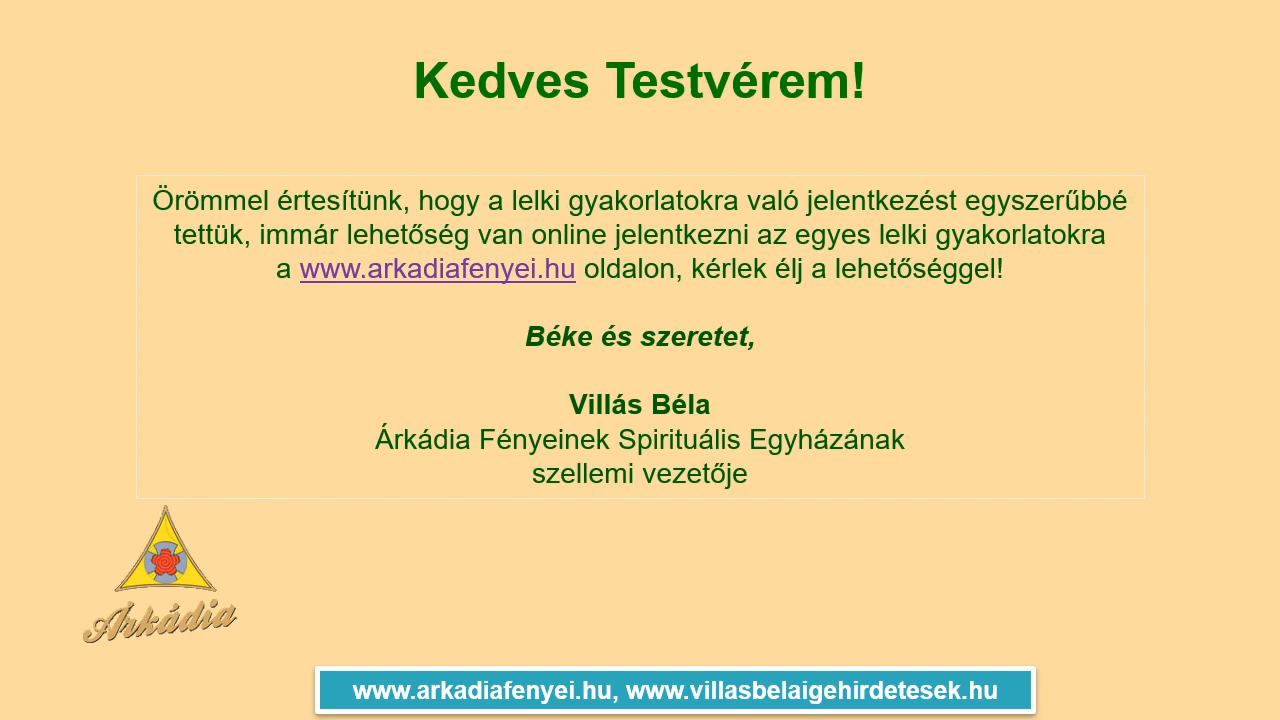 Kedves Testvérem!
Örömmel értesítünk, hogy a lelki gyakorlatokra való jelentkezést egyszerűbbé
tettük, immár lehetőség van online jelentkezni az egyes lelki gyakorlatokra
a www.arkadiafenyei.hu oldalon, kérlek élj a lehetőséggel!
Béke és szeretet,
Villás Béla
Árkádia Fényeinek Spirituális Egyházának
szellemi vezetője
Árkádia
www.arkadiafenyei.hu, www.villasbelaigehirdetesek.hu